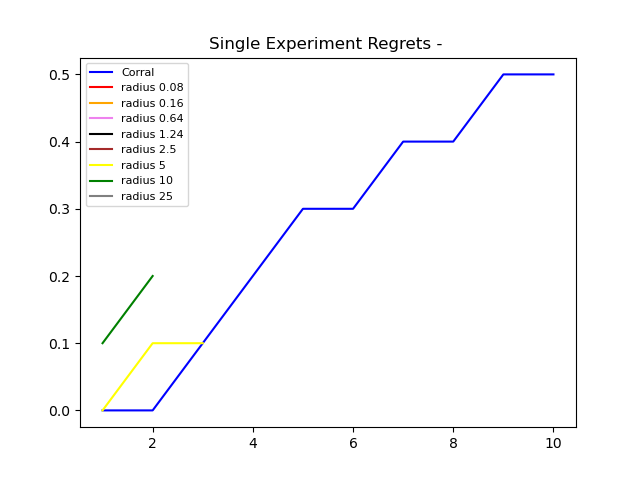 Single Experiment Regrets -
Corral
radius 0.08
radius 0.16
radius 0.64
radius 1.24
radius 2.5
radius 5
radius 10
radius 25
0.5
0.4
0.3
0.2
0.1
0.0
2 4 6 8 10